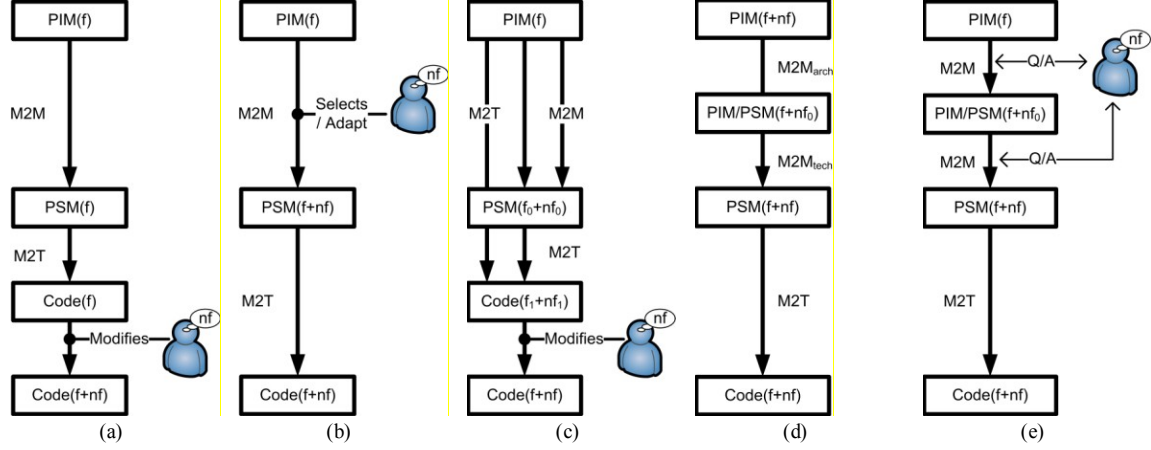 PIM(f)
M2M
PSM(f)
M2T
Code(f)
nf
Modifies
Code(f+nf)
(a)
PIM(f)
nf
M2M
Selects
/ Adapt
PSM(f+nf)
M2T
Code(f+nf)
(b)
PIM(f)
M2T
M2M
PSM(f₀+nf₀)
M2T
Code(f₁+nf₁)
nf
Modifies
Code(f+nf)
(c)
PIM(f+nf)
M2March
PIM/PSM(f+nf₀)
M2Mtech
PSM(f+nf)
M2T
Code(f+nf)
(d)
PIM(f)
nf
Q/A
M2M
PIM/PSM(f+nf₀)
M2M
Q/A
PSM(f+nf)
M2T
Code(f+nf)
(e)